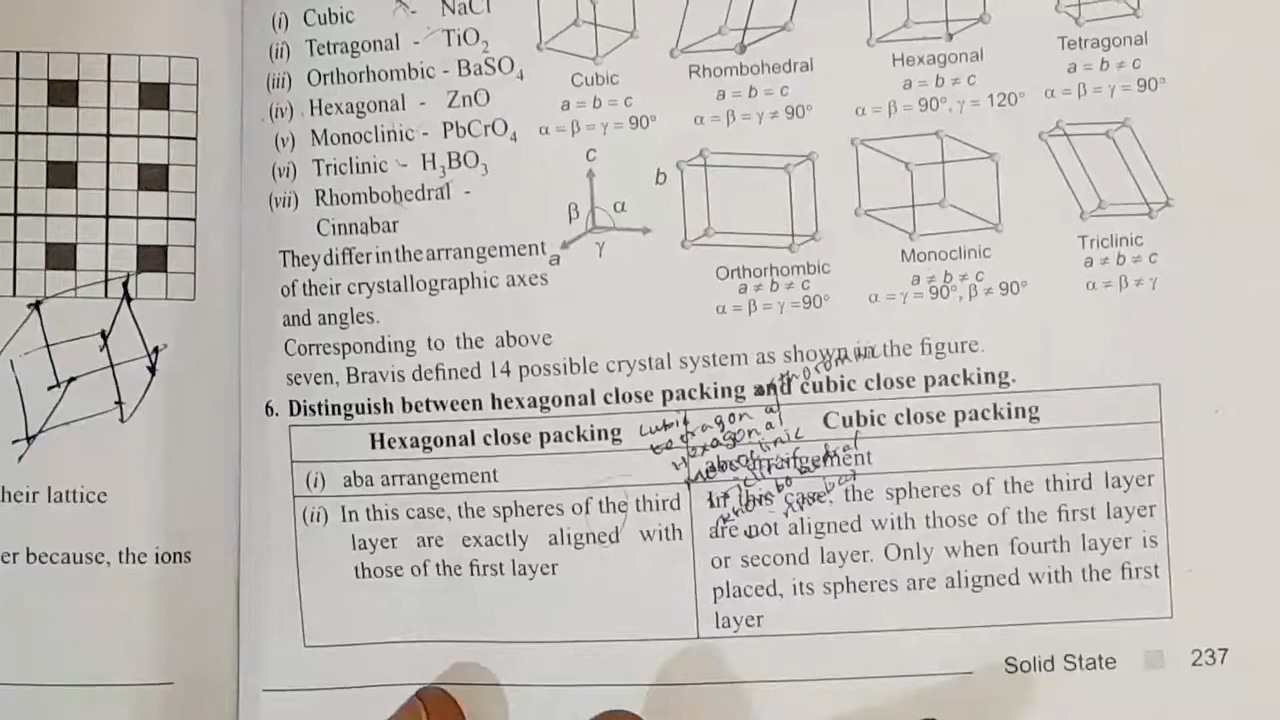 (i) Cubic - NaCl
(ii) Tetragonal - TiO2
(iii) Orthorhombic - BaSO4
(iv) Hexagonal - ZnO
(v) Monoclinic - PbCrO4
(vi) Triclinic - H3BO3
(vii) Rhombohedral -
Cinnabar
They differ in the arrangement
of their crystallographic axes
and angles.
Corresponding to the above
seven, Bravis defined 14 possible crystal system as shown in the figure.
Cubic
a = b = c
α = β = γ = 90°
Rhombohedral
a = b = c
α = β = γ ≠ 90°
Hexagonal
a = b ≠ c
α = β = 90°, γ = 120°
Tetragonal
a = b ≠ c
α = β = γ = 90°
c
b
β α
a γ
Orthorhombic
a ≠ b ≠ c
α = β = γ =90°
Monoclinic
a ≠ b ≠ c
α = γ = 90°, β ≠ 90°
Triclinic
a ≠ b ≠ c
α ≠ β ≠ γ
6. Distinguish between hexagonal close packing and cubic close packing.
Hexagonal close packing
Cubic close packing
cubic
tetragonal
Hexagonal
(i) aba arrangement
abc arrangement
(ii) In this case, the spheres of the third
layer are exactly aligned with
those of the first layer
In this case, the spheres of the third layer
are not aligned with those of the first layer
or second layer. Only when fourth layer is
placed, its spheres are aligned with the first
layer
Solid State 237
heir lattice
er because, the ions